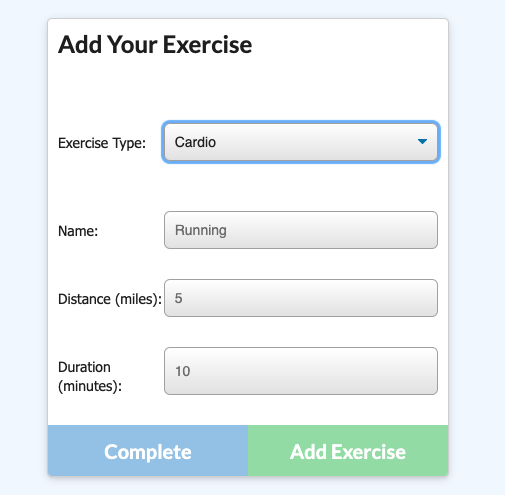 Add Your Exercise
Exercise Type:
Cardio
Name:
Running
Distance (miles):
5
Duration
(minutes):
10
Complete
Add Exercise